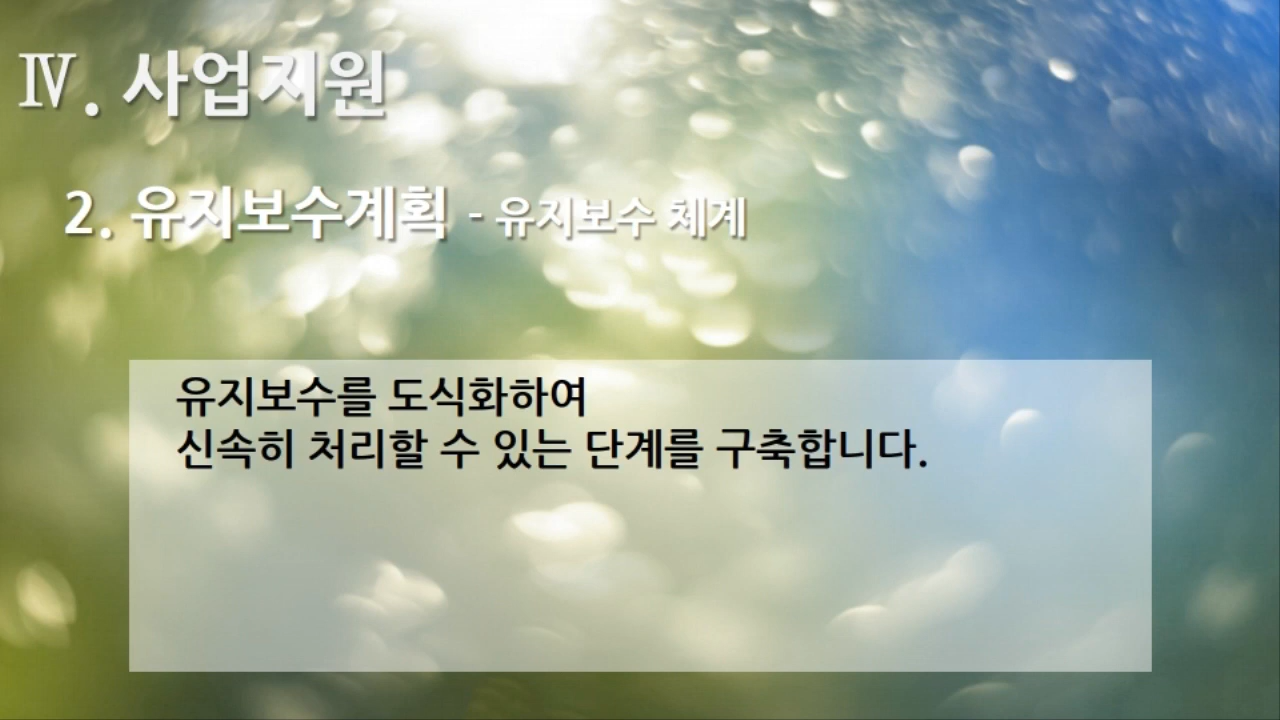 Ⅳ. 사업지원
2. 유지보수계획 - 유지보수 체계
유지보수를 도식화하여
신속히 처리할 수 있는 단계를 구축합니다.